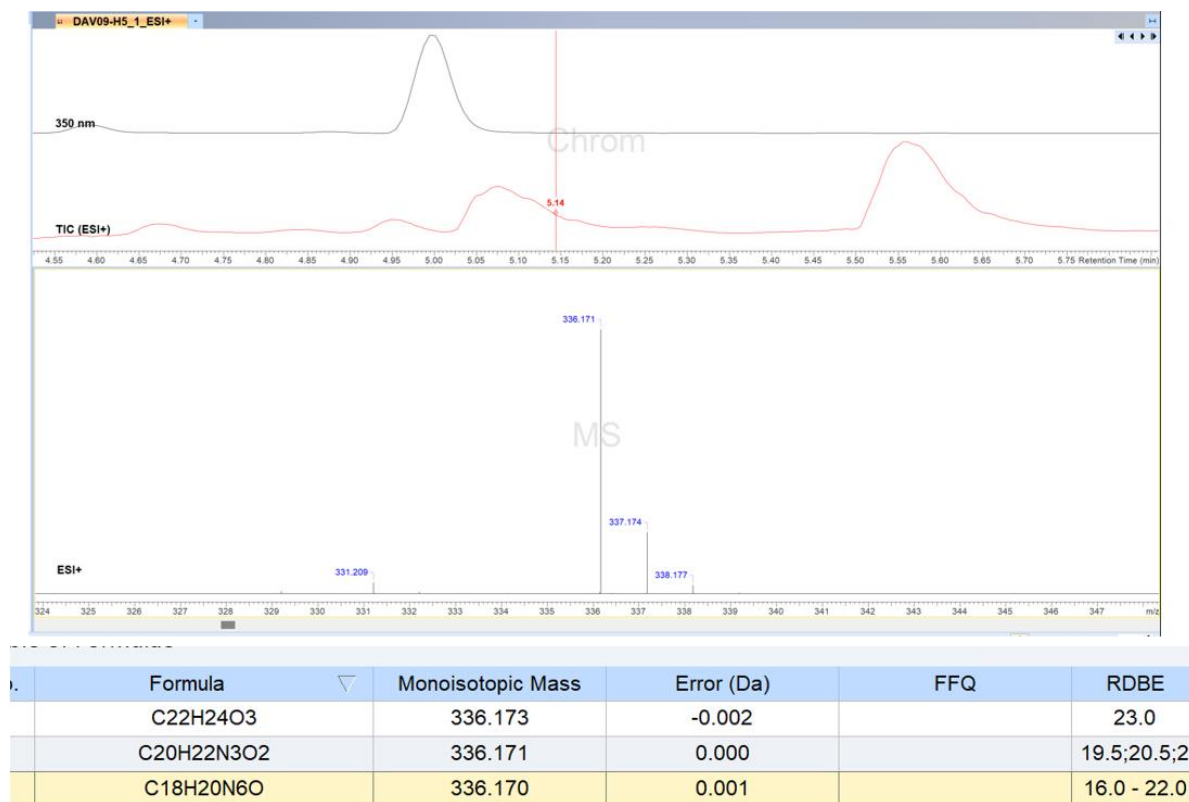 DAV09-H5_1_ESI+
350 nm
Chrom
5.14
TIC (ESI+)
4.55 4.60 4.65 4.70 4.75 4.80 4.85 4.90 4.95 5.00 5.05 5.10 5.15 5.20 5.25 5.30 5.35 5.40 5.45 5.50 5.55 5.60 5.65 5.70 5.75 Retention Time (min)
336.171
MS
337.174
ESI+
331.209
338.177
324 325 326 327 328 329 330 331 332 333 334 335 336 337 338 339 340 341 342 343 344 345 346 347 m/z
Formula Monoisotopic Mass Error (Da) FFQ RDBE
C22H24O3 336.173 -0.002 23.0
C20H22N3O2 336.171 0.000 19.5;20.5;2
C18H20N6O 336.170 0.001 16.0 - 22.0